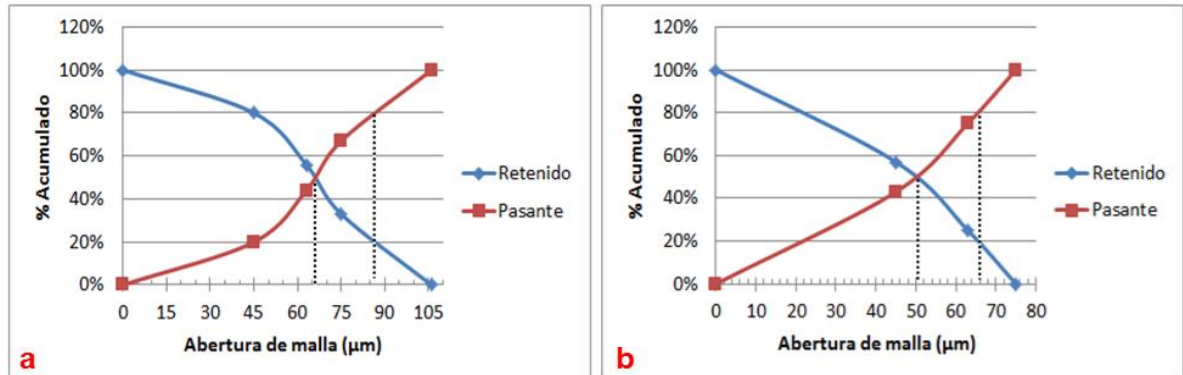 120%
100%
80%
60%
40%
20%
0%
% Acumulado
0 15 30 45 60 75 90 105
Abertura de malla (µm)
Retenido
Pasante
a
120%
100%
80%
60%
40%
20%
0%
% Acumulado
0 10 20 30 40 50 60 70 80
Abertura de malla (µm)
Retenido
Pasante
b